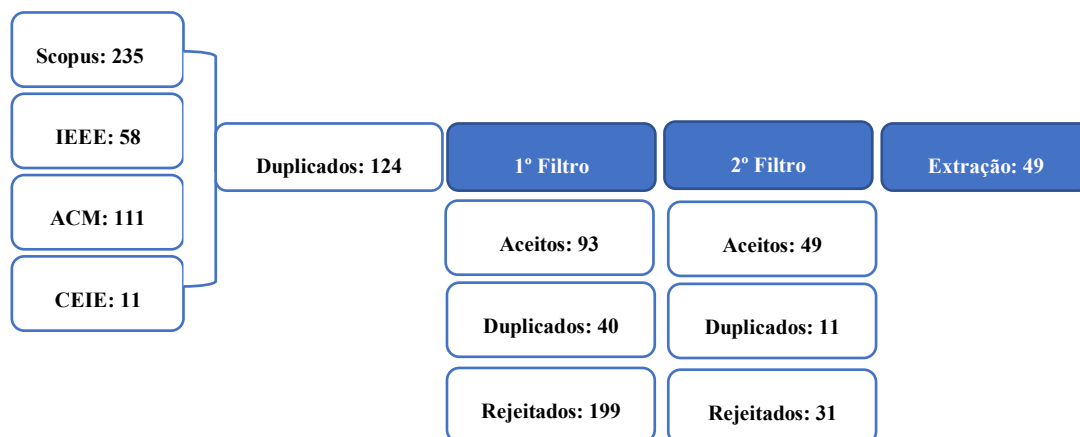 Scopus: 235
IEEE: 58
ACM: 111
CEIE: 11
Duplicados: 124
1º Filtro
Aceitos: 93
Duplicados: 40
Rejeitados: 199
2º Filtro
Aceitos: 49
Duplicados: 11
Rejeitados: 31
Extração: 49